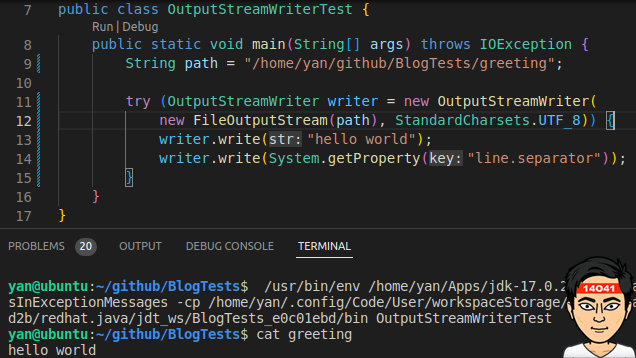 7 public class OutputStreamWriterTest {
Run | Debug
8 public static void main(String[] args) throws IOException {
9 String path = "/home/yan/github/BlogTests/greeting";
10
11 try (OutputStreamWriter writer = new OutputStreamWriter(
12 new FileOutputStream(path), StandardCharsets.UTF_8)) {
13 writer.write(str: "hello world");
14 writer.write(System.getProperty(key: "line.separator"));
15 }
16 }
17 }
PROBLEMS 20 OUTPUT DEBUG CONSOLE TERMINAL
yan@ubuntu:~/github/BlogTests$ /usr/bin/env /home/yan/Apps/jdk-17.0.2
sInExceptionMessages -cp /home/yan/.config/Code/User/workspaceStorage/
d2b/redhat.java/jdt_ws/BlogTests_e0c01ebd/bin OutputStreamWriterTest
yan@ubuntu:~/github/BlogTests$ cat greeting
hello world
14041